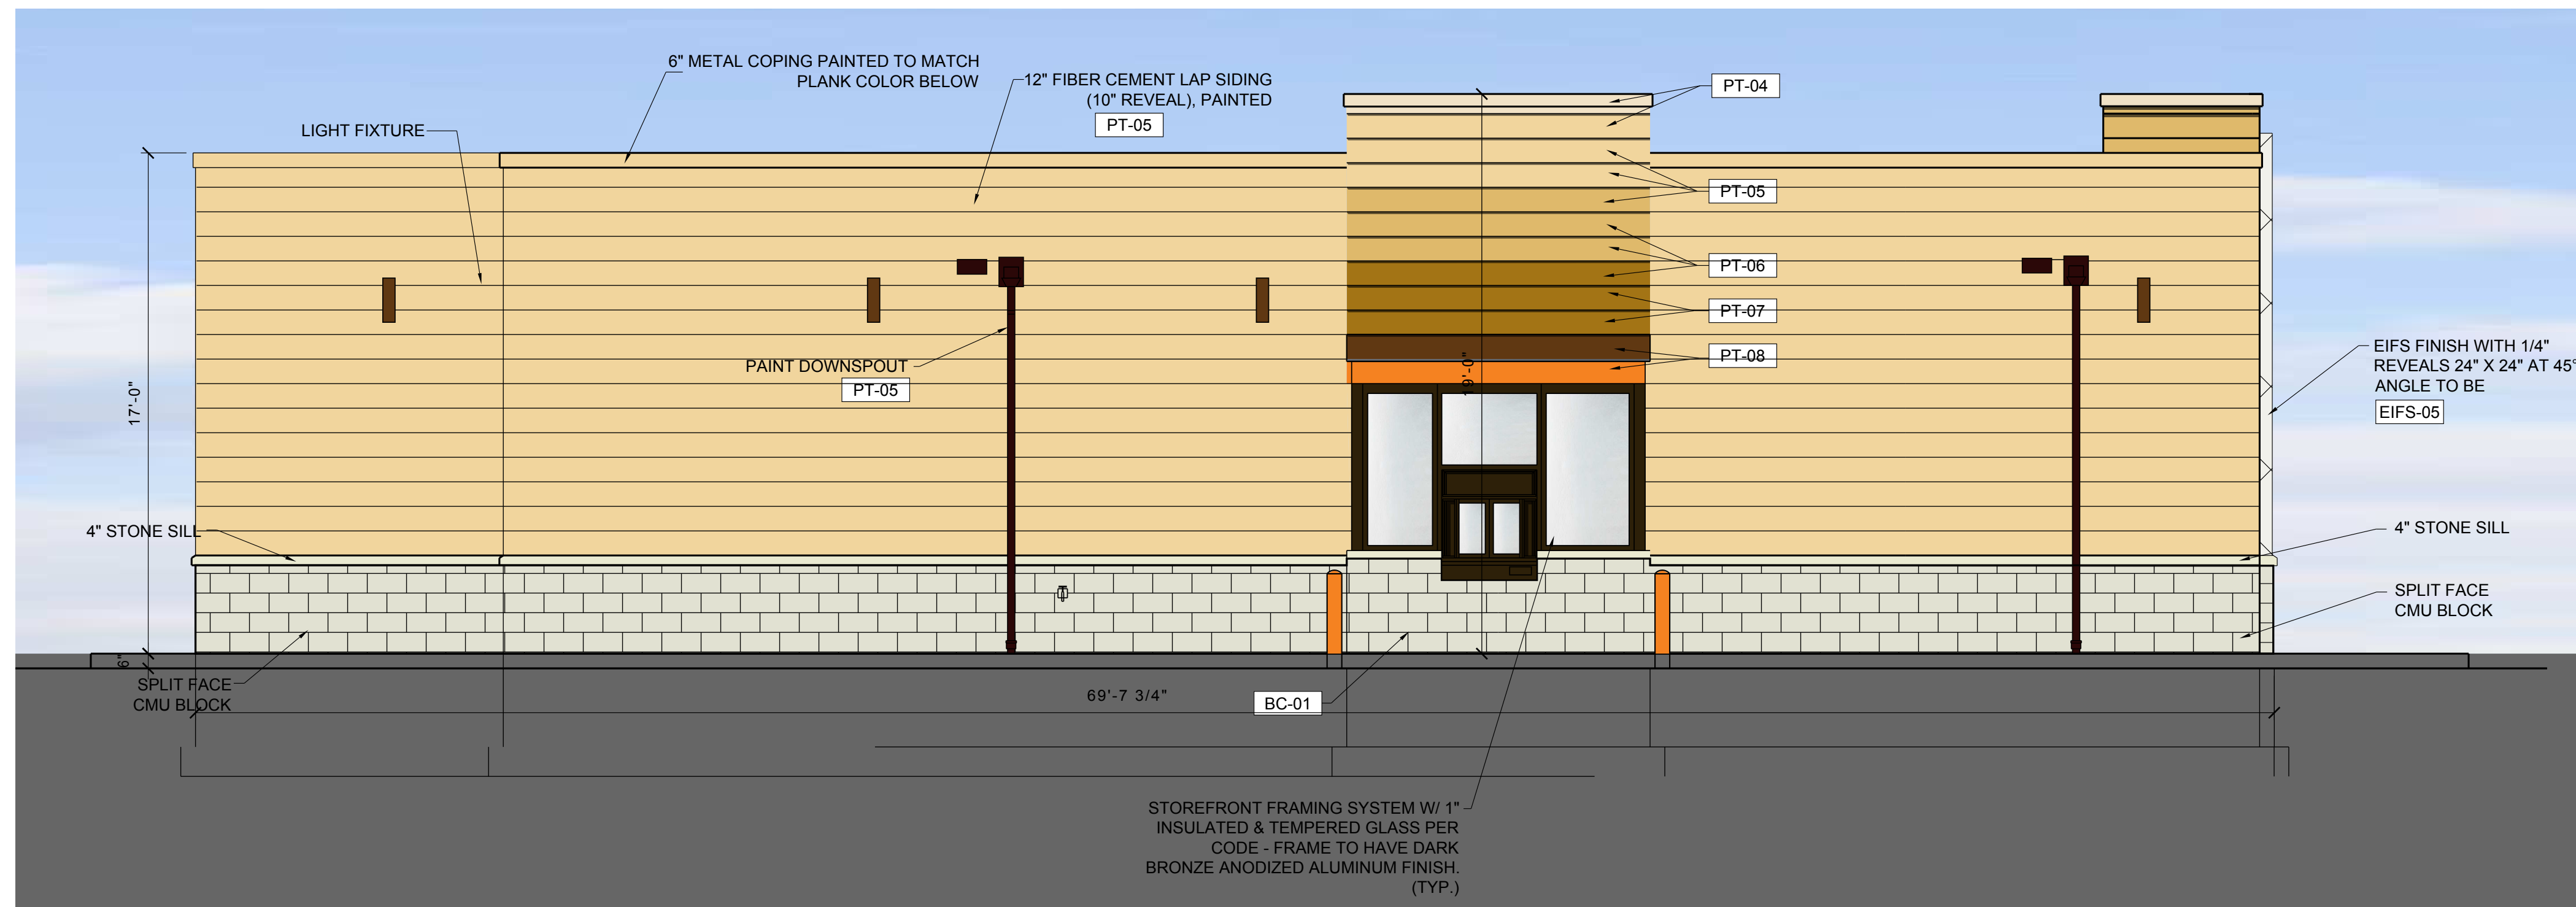 6" METAL COPING PAINTED TO MATCH
PLANK COLOR BELOW
12" FIBER CEMENT LAP SIDING
(10" REVEAL), PAINTED
PT-05
LIGHT FIXTURE
PT-04
PT-05
PT-06
PT-07
PT-08
19'-0"
17'-0"
PAINT DOWNSPOUT
PT-05
EIFS FINISH WITH 1/4"
REVEALS 24" X 24" AT 45°
ANGLE TO BE
EIFS-05
4" STONE SILL
4" STONE SILL
SPLIT FACE
CMU BLOCK
6"
SPLIT FACE
CMU BLOCK
69'-7 3/4"
BC-01
STOREFRONT FRAMING SYSTEM W/ 1"
INSULATED & TEMPERED GLASS PER
CODE - FRAME TO HAVE DARK
BRONZE ANODIZED ALUMINUM FINISH.
(TYP.)